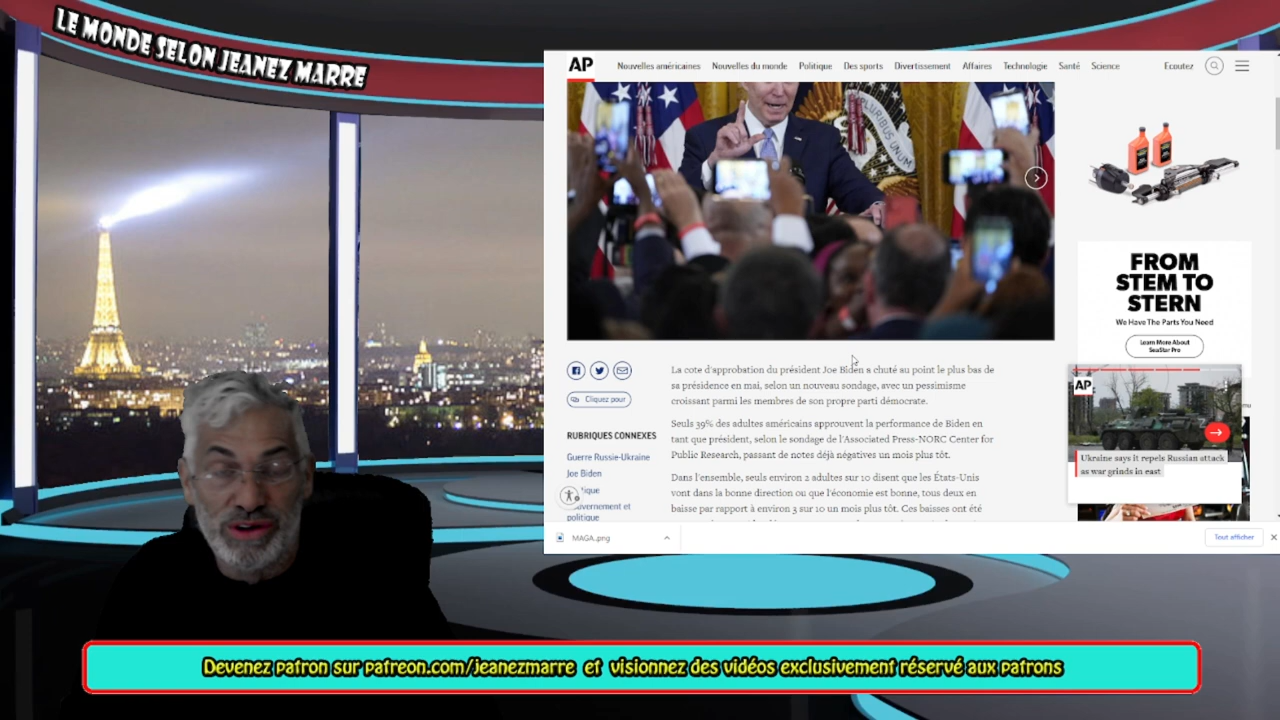 LE MONDE SELON JEANEZ MARRE
AP
Nouvelles américaines Nouvelles du monde Politique Des sports Divertissement Affaires Technologie Santé Science Ecoutez
PLURIBUS UNUM
FROM
STEM TO
STERN
We Have The Parts You Need
Learn More About
SeaStar Pro
Cliquez pour
RUBRIQUES CONNEXES
Guerre Russie-Ukraine
Joe Biden
tique
uvernement et
politique
La cote d'approbation du président Joe Biden a chuté au point le plus bas de
sa présidence en mai, selon un nouveau sondage, avec un pessimisme
croissant parmi les membres de son propre parti démocrate.
Seuls 39% des adultes américains approuvent la performance de Biden en
tant que président, selon le sondage de l'Associated Press-NORC Center for
Public Research, passant de notes déjà négatives un mois plus tôt.
Dans l'ensemble, seuls environ 2 adultes sur 10 disent que les États-Unis
vont dans la bonne direction ou que l'économie est bonne, tous deux en
baisse par rapport à environ 3 sur 10 un mois plus tôt. Ces baisses ont été
AP
Ukraine says it repels Russian attack
as war grinds in east
MAGA.png
Tout afficher
Devenez patron sur patreon.com/jeanezmarre et visionnez des vidéos exclusivement réservé aux patrons